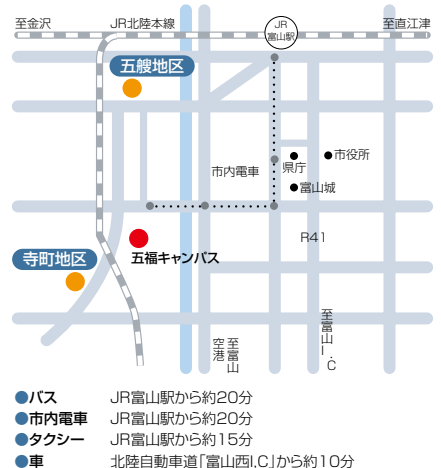 至金沢
JR北陸本線
JR
富山駅
至直江津
五艘地区
市内電車
県庁
市役所
富山城
R41
五福キャンパス
寺町地区
至富山空港
至富山I.C
●バス JR富山駅から約20分
●市内電車 JR富山駅から約20分
●タクシー JR富山駅から約15分
●車 北陸自動車道「富山西I.C」から約10分